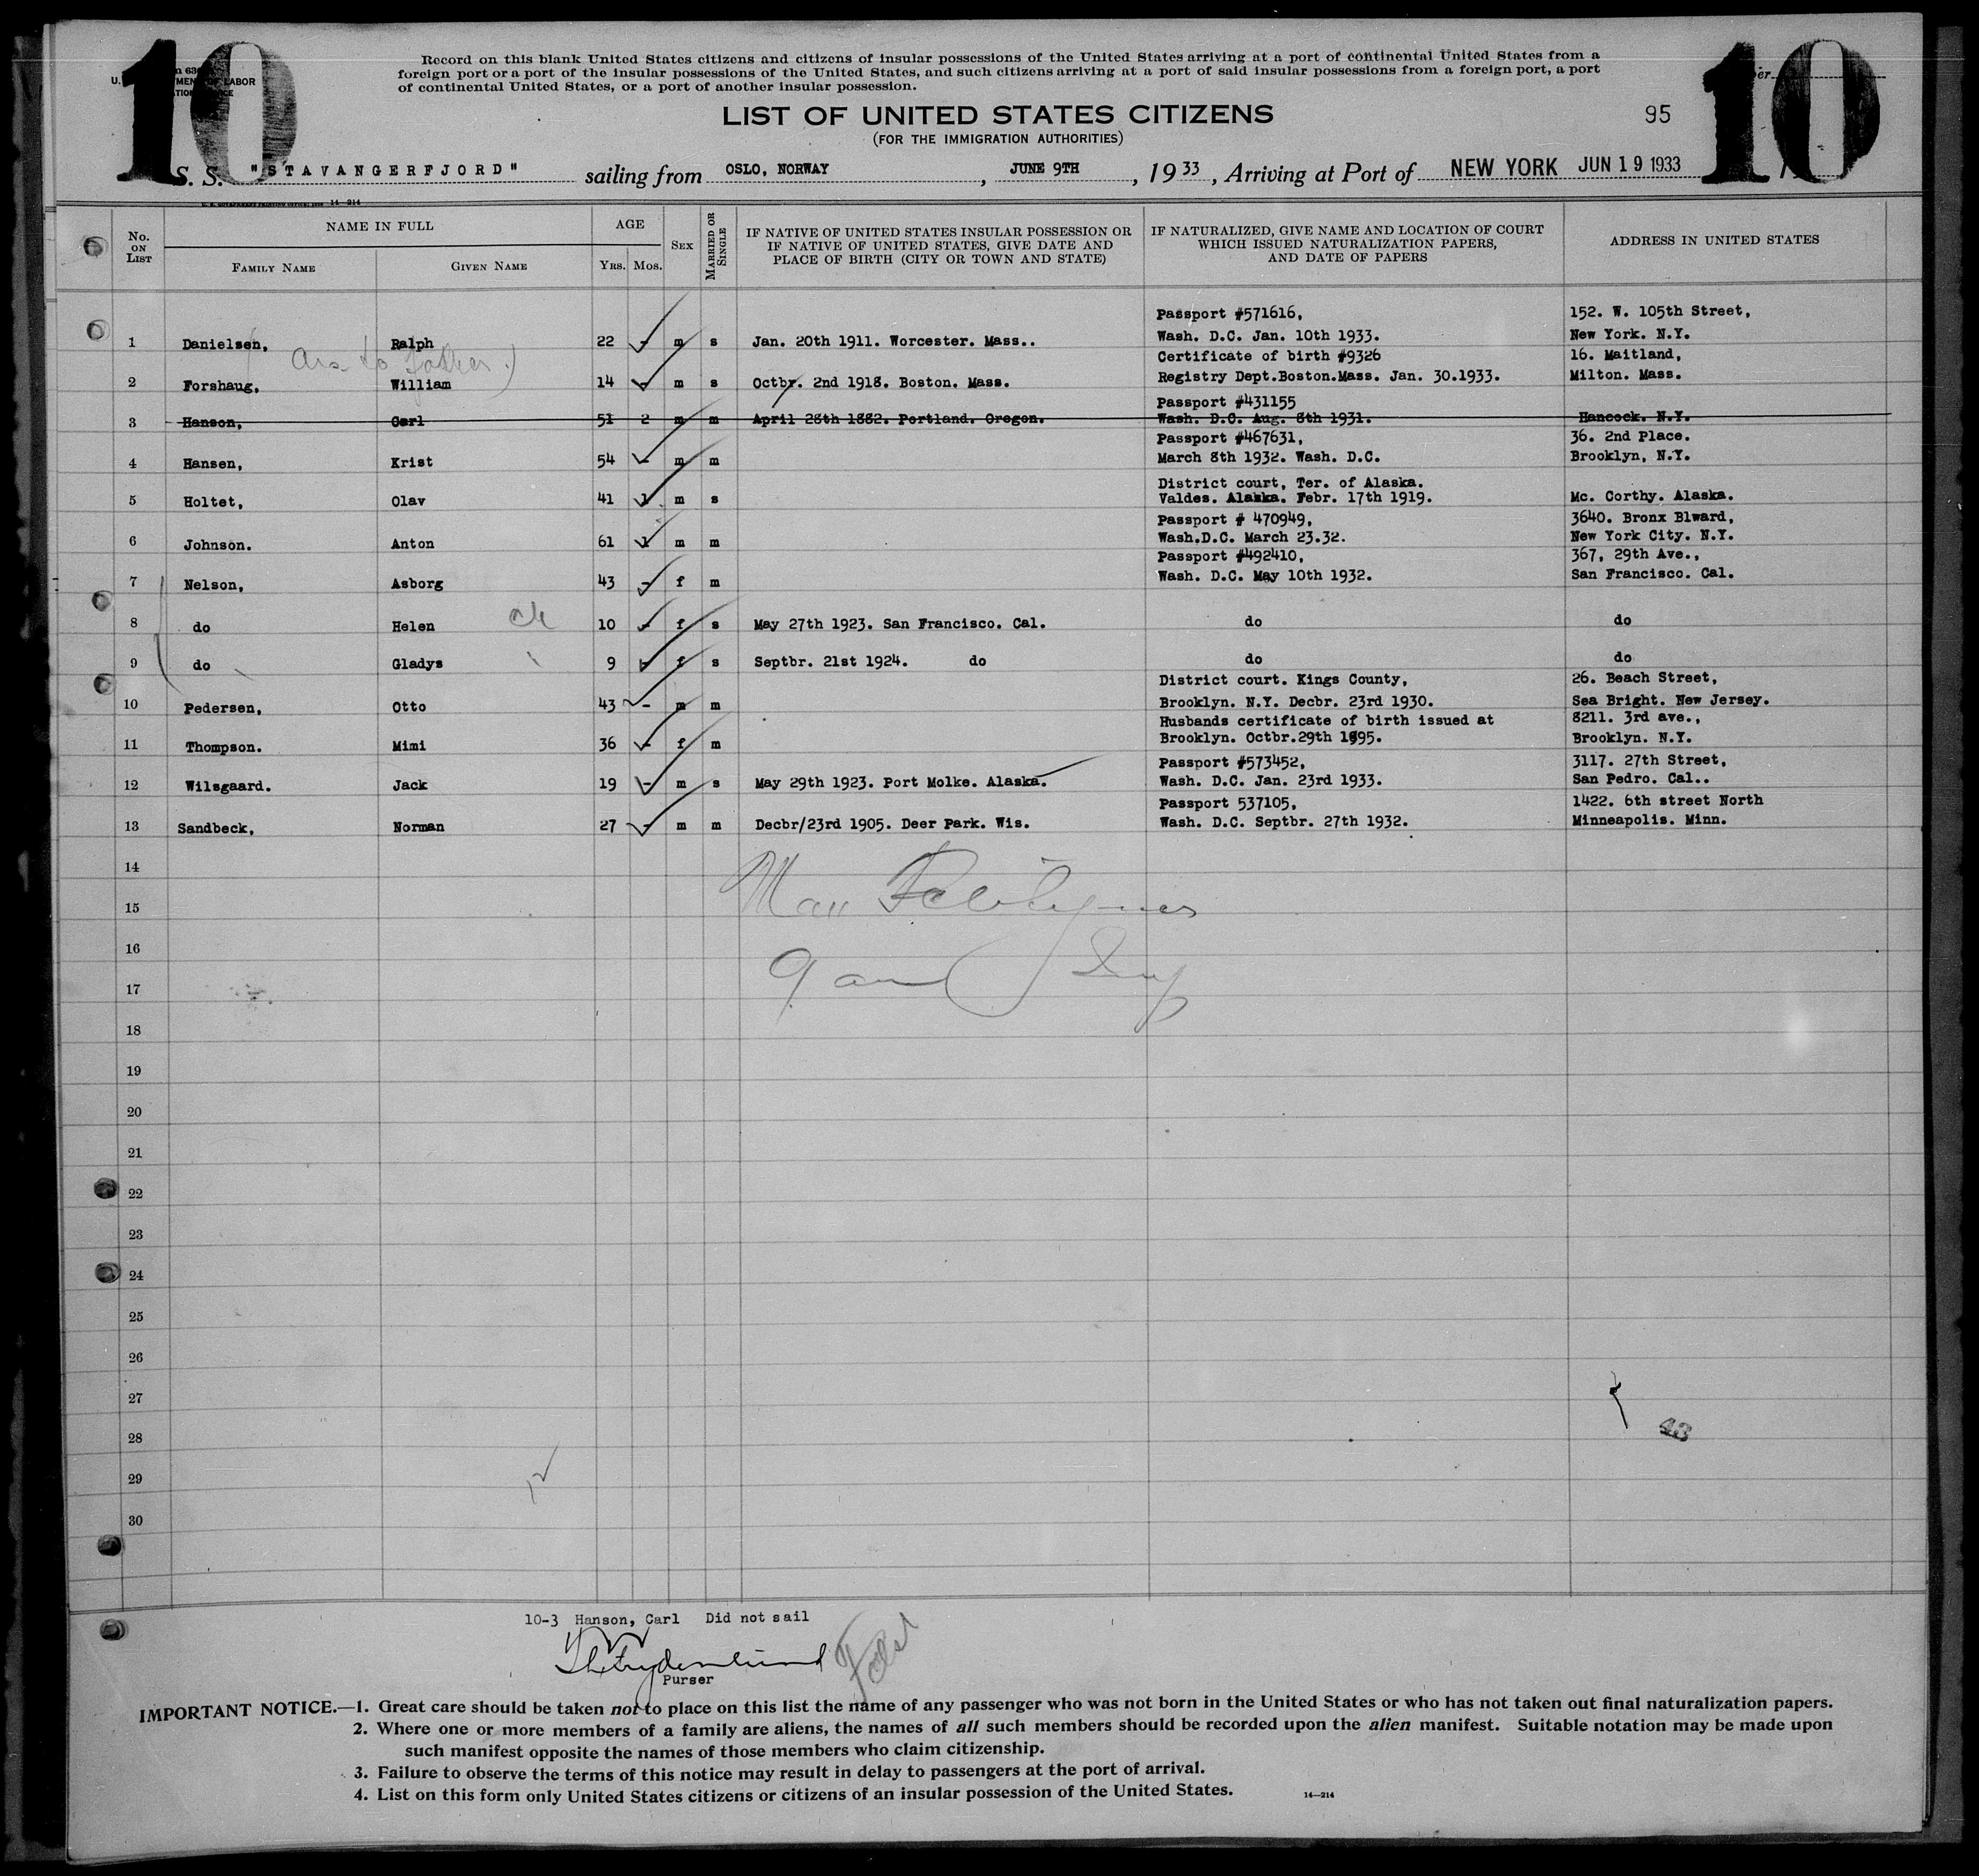 10
10
Record on this blank United States citizens and citizens of insular possessions of the United States arriving at a port of continental United States from a
foreign port or a port of the insular possessions of the United States, and such citizens arriving at a port of said insular possessions from a foreign port, a port
of continental United States, or a port of another insular possession.
LIST OF UNITED STATES CITIZENS
95
(FOR THE IMMIGRATION AUTHORITIES)
S. S. "STAVANGERFJORD" sailing from OSLO, NORWAY, JUNE 9TH, 1933, Arriving at Port of NEW YORK JUN 19 1933
No. ON LIST
NAME IN FULL
FAMILY NAME
GIVEN NAME
AGE
YRS. MOS.
SEX
MARRIED OR SINGLE
IF NATIVE OF UNITED STATES INSULAR POSSESSION OR
IF NATIVE OF UNITED STATES, GIVE DATE AND
PLACE OF BIRTH (CITY OR TOWN AND STATE)
IF NATURALIZED, GIVE NAME AND LOCATION OF COURT
WHICH ISSUED NATURALIZATION PAPERS,
AND DATE OF PAPERS
ADDRESS IN UNITED STATES
Passport #571616, 152. W. 105th Street,
1 Danielsen, Ralph 22 - m s Jan. 20th 1911. Worcester. Mass.. Wash. D.C. Jan. 10th 1933. New York. N.Y.
to father
Certificate of birth #9326 16. Maitland,
2 Forshaug, William 14 - m s Octbr. 2nd 1918. Boston. Mass. Registry Dept.Boston.Mass. Jan. 30.1933. Milton. Mass.
Passport #431155
3 Hanson, Carl 51 2 m m April 28th 1882. Portland. Oregon. Wash. D.C. Aug. 8th 1931. Hancock. N.Y.
Passport #467631, 36. 2nd Place.
4 Hansen, Krist 54 - m m March 8th 1932. Wash. D.C. Brooklyn, N.Y.
District court, Ter. of Alaska.
5 Holtet, Olav 41 1 m s Valdes. Alaska. Febr. 17th 1919. Mc. Corthy. Alaska.
Passport # 470949, 3640. Bronx Blward,
6 Johnson. Anton 61 1 m m Wash.D.C. March 23.32. New York City. N.Y.
Passport #492410, 367, 29th Ave.,
7 Nelson, Asborg 43 - f m Wash. D.C. May 10th 1932. San Francisco. Cal.
8 do Helen 10 - f s May 27th 1923. San Francisco. Cal. do do
9 do Gladys 9 - f s Septbr. 21st 1924. do do do
District court. Kings County, 26. Beach Street,
10 Pedersen, Otto 43 - m m Brooklyn. N.Y. Decbr. 23rd 1930. Sea Bright. New Jersey.
Husbands certificate of birth issued at 8211. 3rd ave.,
11 Thompson. Mimi 36 - f m Brooklyn. Octbr.29th 1895. Brooklyn. N.Y.
Passport #573452, 3117. 27th Street,
12 Wilsgaard. Jack 19 - m s May 29th 1923. Port Molke. Alaska. Wash. D.C. Jan. 23rd 1933. San Pedro. Cal..
Passport 537105, 1422. 6th street North
13 Sandbeck, Norman 27 - m m Decbr/23rd 1905. Deer Park. Wis. Wash. D.C. Septbr. 27th 1932. Minneapolis. Minn.
14
15
16
17
18
19
20
21
22
23
24
25
26
27
28
43
29
30
10-3 Hanson, Carl Did not sail
Purser
IMPORTANT NOTICE.—1. Great care should be taken not to place on this list the name of any passenger who was not born in the United States or who has not taken out final naturalization papers.
2. Where one or more members of a family are aliens, the names of all such members should be recorded upon the alien manifest. Suitable notation may be made upon
such manifest opposite the names of those members who claim citizenship.
3. Failure to observe the terms of this notice may result in delay to passengers at the port of arrival.
4. List on this form only United States citizens or citizens of an insular possession of the United States.
14—214